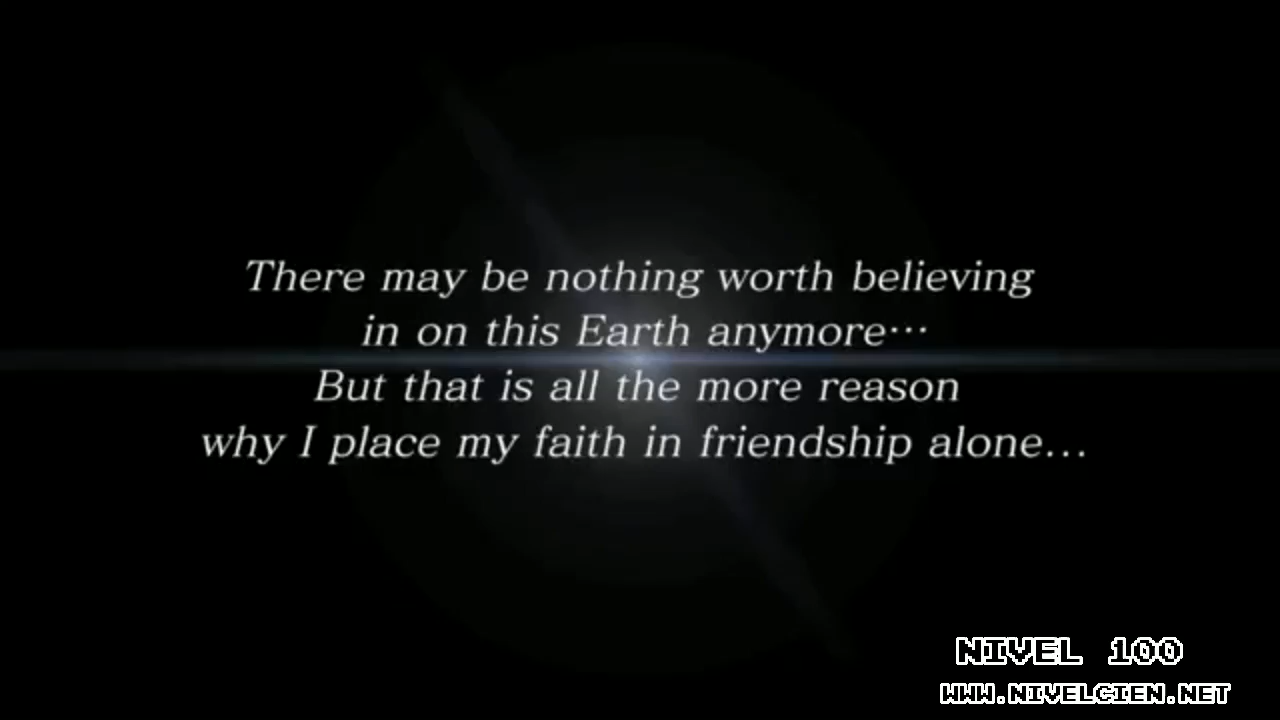 There may be nothing worth believing
in on this Earth anymore…
But that is all the more reason
why I place my faith in friendship alone...
NIVEL 100
WWW.NIVELCIEN.NET